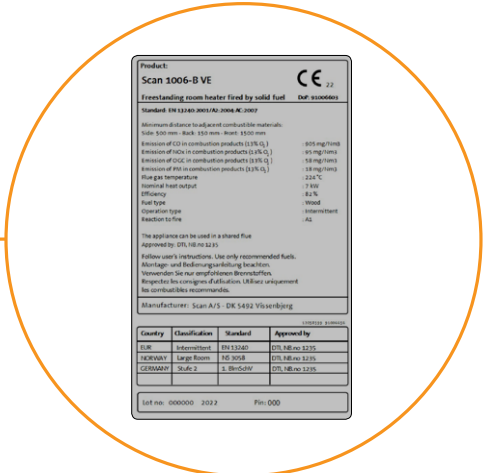 Product:
Scan 1006-B VE
CE 22
Freestanding room heater fired by solid fuel DoP: 91006603
Standard: EN 13240:2001/A2:2004/AC:2007
Minimum distance to adjacent combustible materials:
Side: 500 mm - Back: 150 mm - Front: 1500 mm
Emission of CO in combustion products (13% O2) : mg/Nm3
Emission of NOx in combustion products (13% O2) : 95 mg/Nm3
Emission of OGC in combustion products (13% O2) : 58 mg/Nm3
Emission of PM in combustion products (13% O2) : 18 mg/Nm3
Flue gas temperature : 224°C
Nominal heat output : 7 kW
Efficiency : 82 %
Fuel type : Wood
Operation type : Intermittent
Reaction to fire : A1
The appliance can be used in a shared flue
Approved by: DTI, NB.no 1235
Follow user's instructions. Use only recommended fuels.
Montage- und Bedienungsanleitung beachten.
Verwenden Sie nur empfohlenen Brennstoffen.
Respectez les consignes d'utilisation. Utilisez uniquement
les combustibles recommandés.
Manufacturer: Scan A/S - DK 5492 Vissenbjerg
Country Classification Standard Approved by
EUR Intermittent EN 13240 DTI, NB.no 1235
NORWAY Large Room NS 3058 DTI, NB.no 1235
GERMANY Stufe 2 1. BImSchV DTI, NB.no 1235
Lot no: 000000 2022 Pin: 000